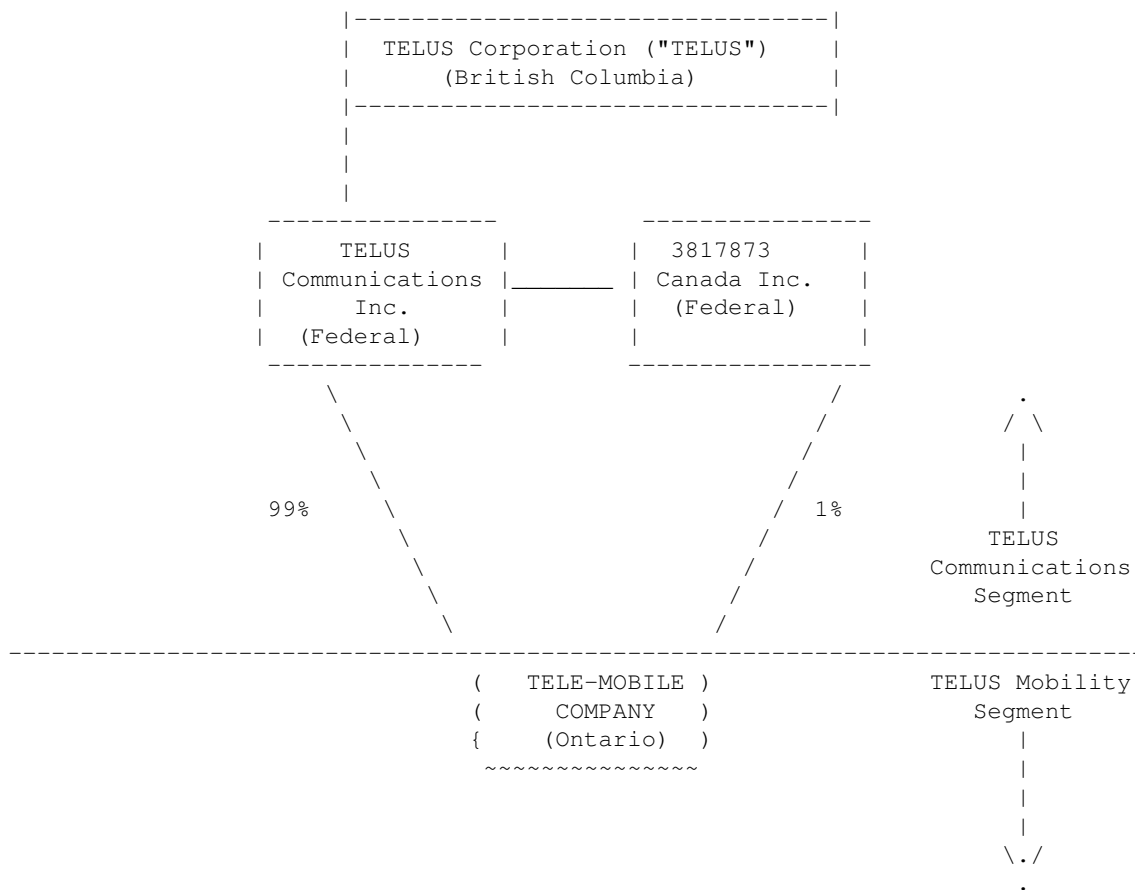 TELUS Corporation ("TELUS")
(British Columbia)
TELUS
Communications
Inc.
(Federal)
3817873
Canada Inc.
(Federal)
99%
1%
TELUS
Communications
Segment
TELE-MOBILE
COMPANY
(Ontario)
TELUS Mobility
Segment